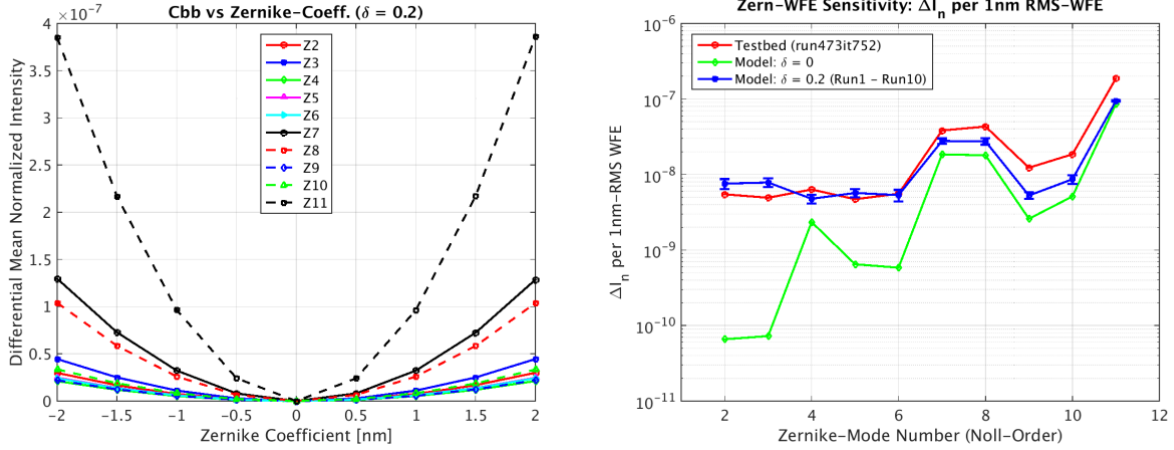 Cbb vs Zernike-Coeff. (δ = 0.2)
×10⁻⁷
4
3.5
3
2.5
2
1.5
1
0.5
0
Differential Mean Normalized Intensity
Z2
Z3
Z4
Z5
Z6
Z7
Z8
Z9
Z10
Z11
−2
−1.5
−1
−0.5
0
0.5
1
1.5
2
Zernike Coefficient [nm]
Zern-WFE Sensitivity: ΔIₙ per 1nm RMS-WFE
10⁻⁶
10⁻⁷
10⁻⁸
10⁻⁹
10⁻¹⁰
10⁻¹¹
ΔIₙ per 1nm-RMS WFE
Testbed (run473it752)
Model: δ = 0
Model: δ = 0.2 (Run1 - Run10)
2
4
6
8
10
12
Zernike-Mode Number (Noll-Order)